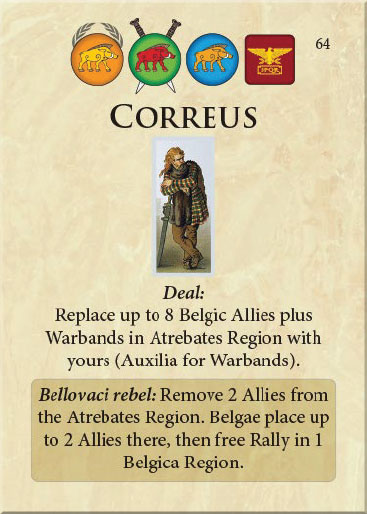 64
SPQR
CORREUS
Deal:
Replace up to 8 Belgic Allies plus
Warbands in Atrebates Region with
yours (Auxilia for Warbands).
Bellovaci rebel: Remove 2 Allies from
the Atrebates Region. Belgae place up
to 2 Allies there, then free Rally in 1
Belgica Region.